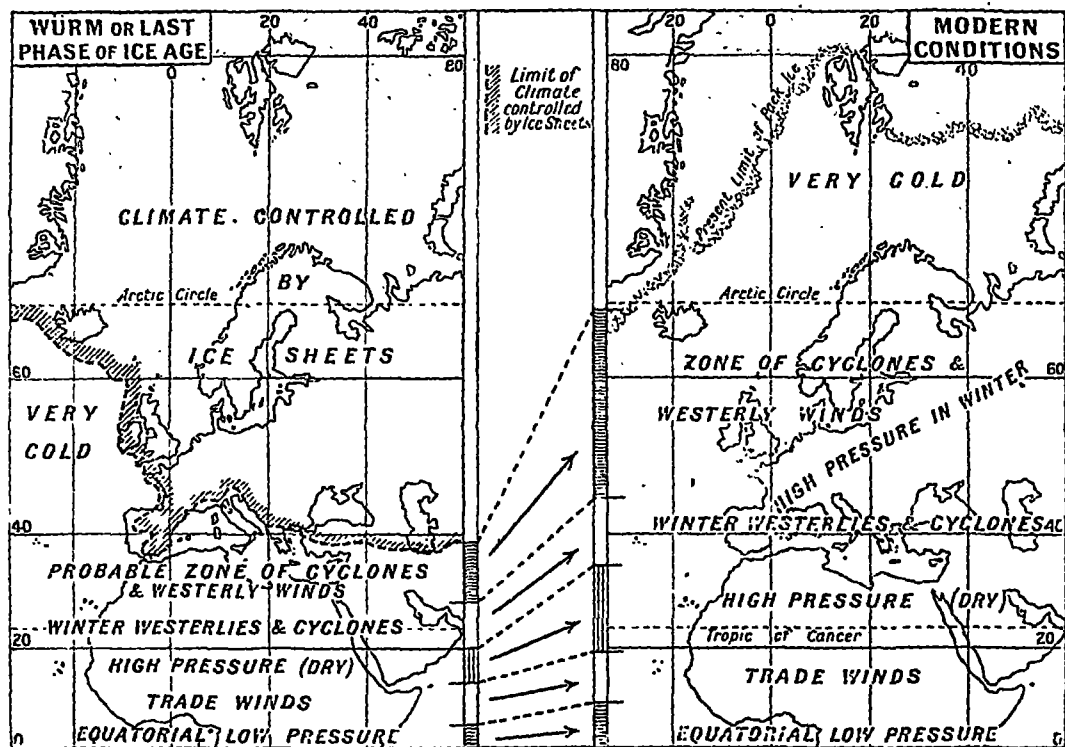 WÜRM OR LAST
PHASE OF ICE AGE
0
20
80
CLIMATE. CONTROLLED
BY
Arctic Circle
ICE SHEETS
60
VERY
COLD
40
PROBABLE ZONE OF CYCLONES
& WESTERLY WINDS
WINTER WESTERLIES & CYCLONES
20
HIGH PRESSURE (DRY)
TRADE WINDS
EQUATORIAL LOW PRESSURE
0
Limit of
Climate
controlled
by Ice Sheets
MODERN
CONDITIONS
20
0
20
40
80
Present Limit of Pack Ice
VERY COLD
Arctic Circle
ZONE OF CYCLONES &
60
WESTERLY WINDS
HIGH PRESSURE IN WINTER
WINTER WESTERLIES & CYCLONES 40
HIGH PRESSURE (DRY)
Tropic of Cancer
20
TRADE WINDS
EQUATORIAL LOW PRESSURE
0